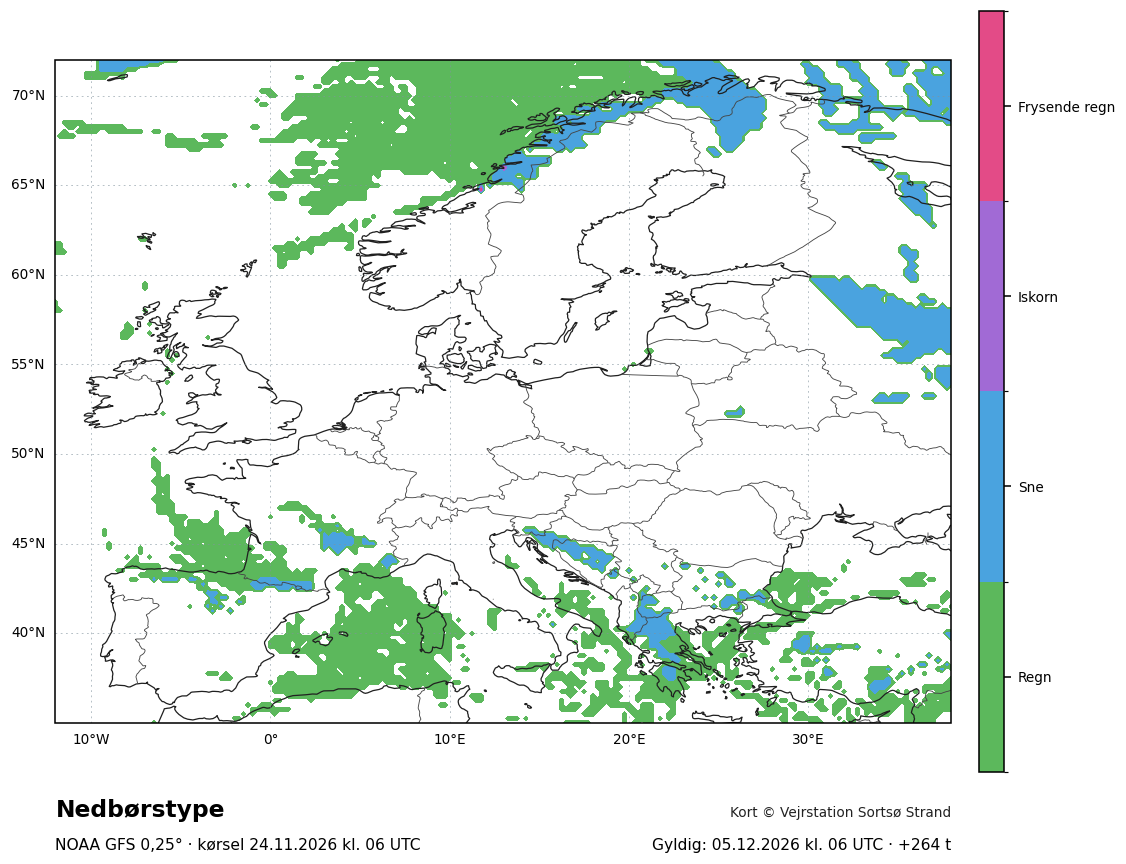 Frysende regn
Iskorn
Sne
Regn
70°N
65°N
60°N
55°N
50°N
45°N
40°N
10°W 0° 10°E 20°E 30°E
Nedbørstype
Kort © Vejrstation Sortsø Strand
NOAA GFS 0,25° · kørsel 24.11.2026 kl. 06 UTC
Gyldig: 05.12.2026 kl. 06 UTC · +264 t